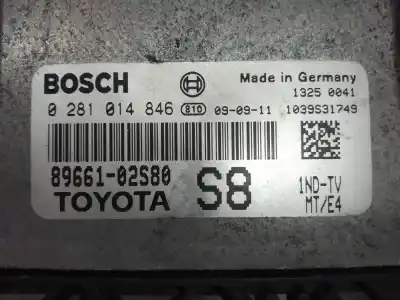 BOSCH Made in Germany
1325 0041
0 281 014 846 810 09-09-11 1039S31749
89661-02S80 S8 1ND-TV
TOYOTA MT/E4